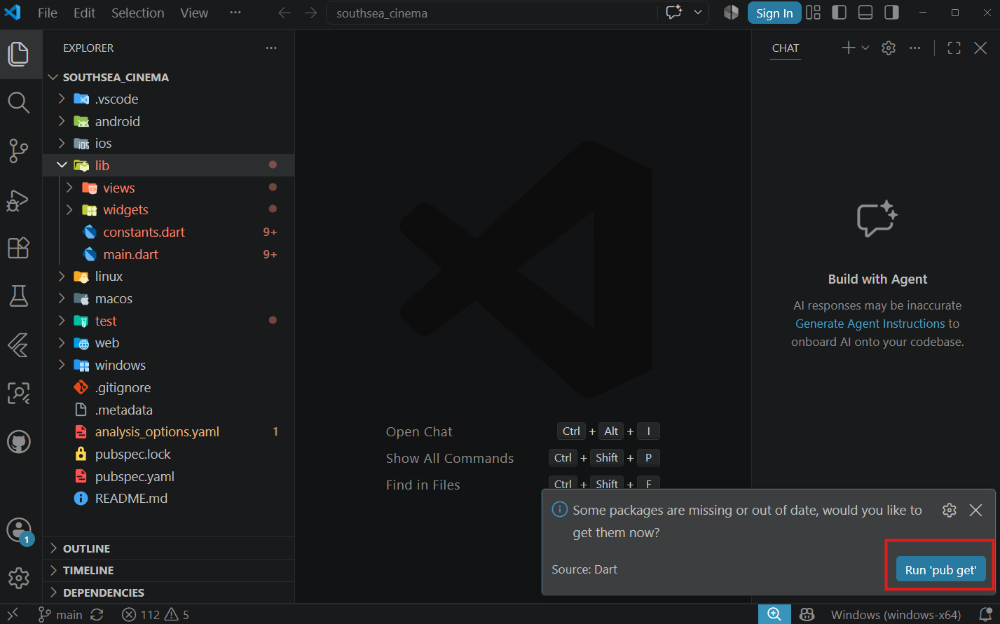 File Edit Selection View ··· southsea_cinema Sign In
EXPLORER ···
CHAT ···
SOUTHSEA_CINEMA
.vscode
android
ios
lib
views
widgets
constants.dart 9+
main.dart 9+
linux
macos
test
web
windows
.gitignore
.metadata
analysis_options.yaml 1
pubspec.lock
pubspec.yaml
README.md
OUTLINE
TIMELINE
DEPENDENCIES
1
Open Chat Ctrl + Alt + I
Show All Commands Ctrl + Shift + P
Find in Files Ctrl + Shift + F
Build with Agent
AI responses may be inaccurate
Generate Agent Instructions to
onboard AI onto your codebase.
Some packages are missing or out of date, would you like to
get them now?
Source: Dart
Run 'pub get'
main 112 5 Windows (windows-x64)